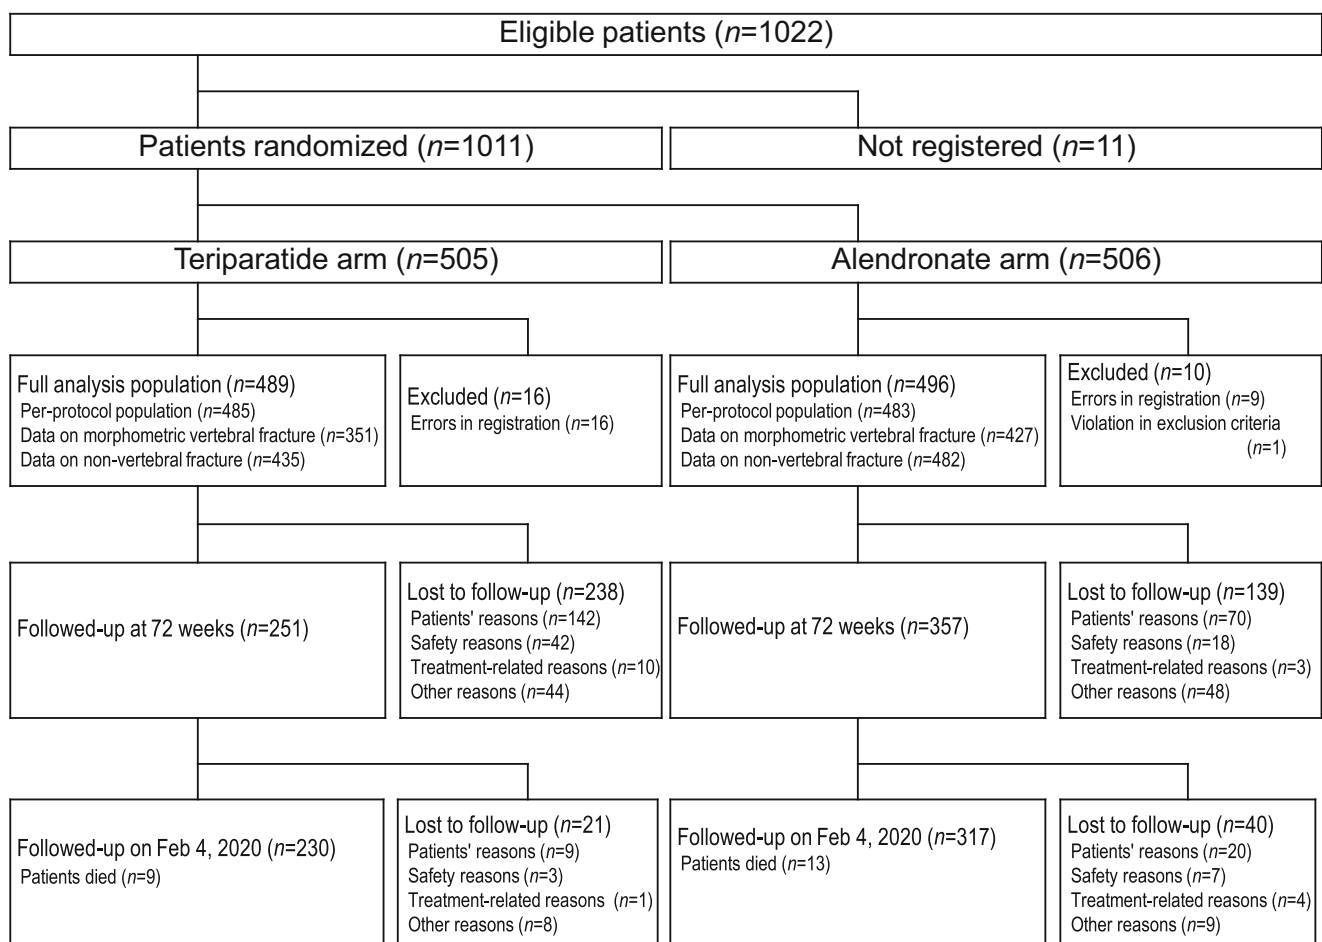 Eligible patients (n=1022)
Patients randomized (n=1011)
Not registered (n=11)
Teriparatide arm (n=505)
Alendronate arm (n=506)
Full analysis population (n=489)
Per-protocol population (n=485)
Data on morphometric vertebral fracture (n=351)
Data on non-vertebral fracture (n=435)
Excluded (n=16)
Errors in registration (n=16)
Full analysis population (n=496)
Per-protocol population (n=483)
Data on morphometric vertebral fracture (n=427)
Data on non-vertebral fracture (n=482)
Excluded (n=10)
Errors in registration (n=9)
Violation in exclusion criteria
(n=1)
Followed-up at 72 weeks (n=251)
Lost to follow-up (n=238)
Patients' reasons (n=142)
Safety reasons (n=42)
Treatment-related reasons (n=10)
Other reasons (n=44)
Followed-up at 72 weeks (n=357)
Lost to follow-up (n=139)
Patients' reasons (n=70)
Safety reasons (n=18)
Treatment-related reasons (n=3)
Other reasons (n=48)
Followed-up on Feb 4, 2020 (n=230)
Patients died (n=9)
Lost to follow-up (n=21)
Patients' reasons (n=9)
Safety reasons (n=3)
Treatment-related reasons (n=1)
Other reasons (n=8)
Followed-up on Feb 4, 2020 (n=317)
Patients died (n=13)
Lost to follow-up (n=40)
Patients' reasons (n=20)
Safety reasons (n=7)
Treatment-related reasons (n=4)
Other reasons (n=9)